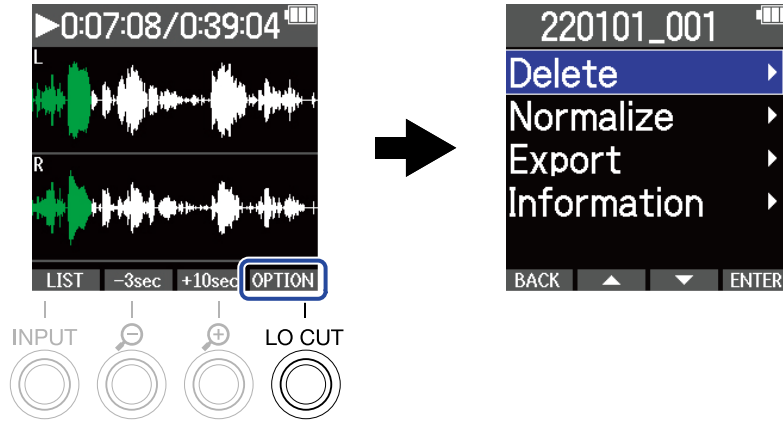 0:07:08/0:39:04
L
R
LIST -3sec +10sec OPTION
INPUT LO CUT
220101_001
Delete
Normalize
Export
Information
BACK ENTER